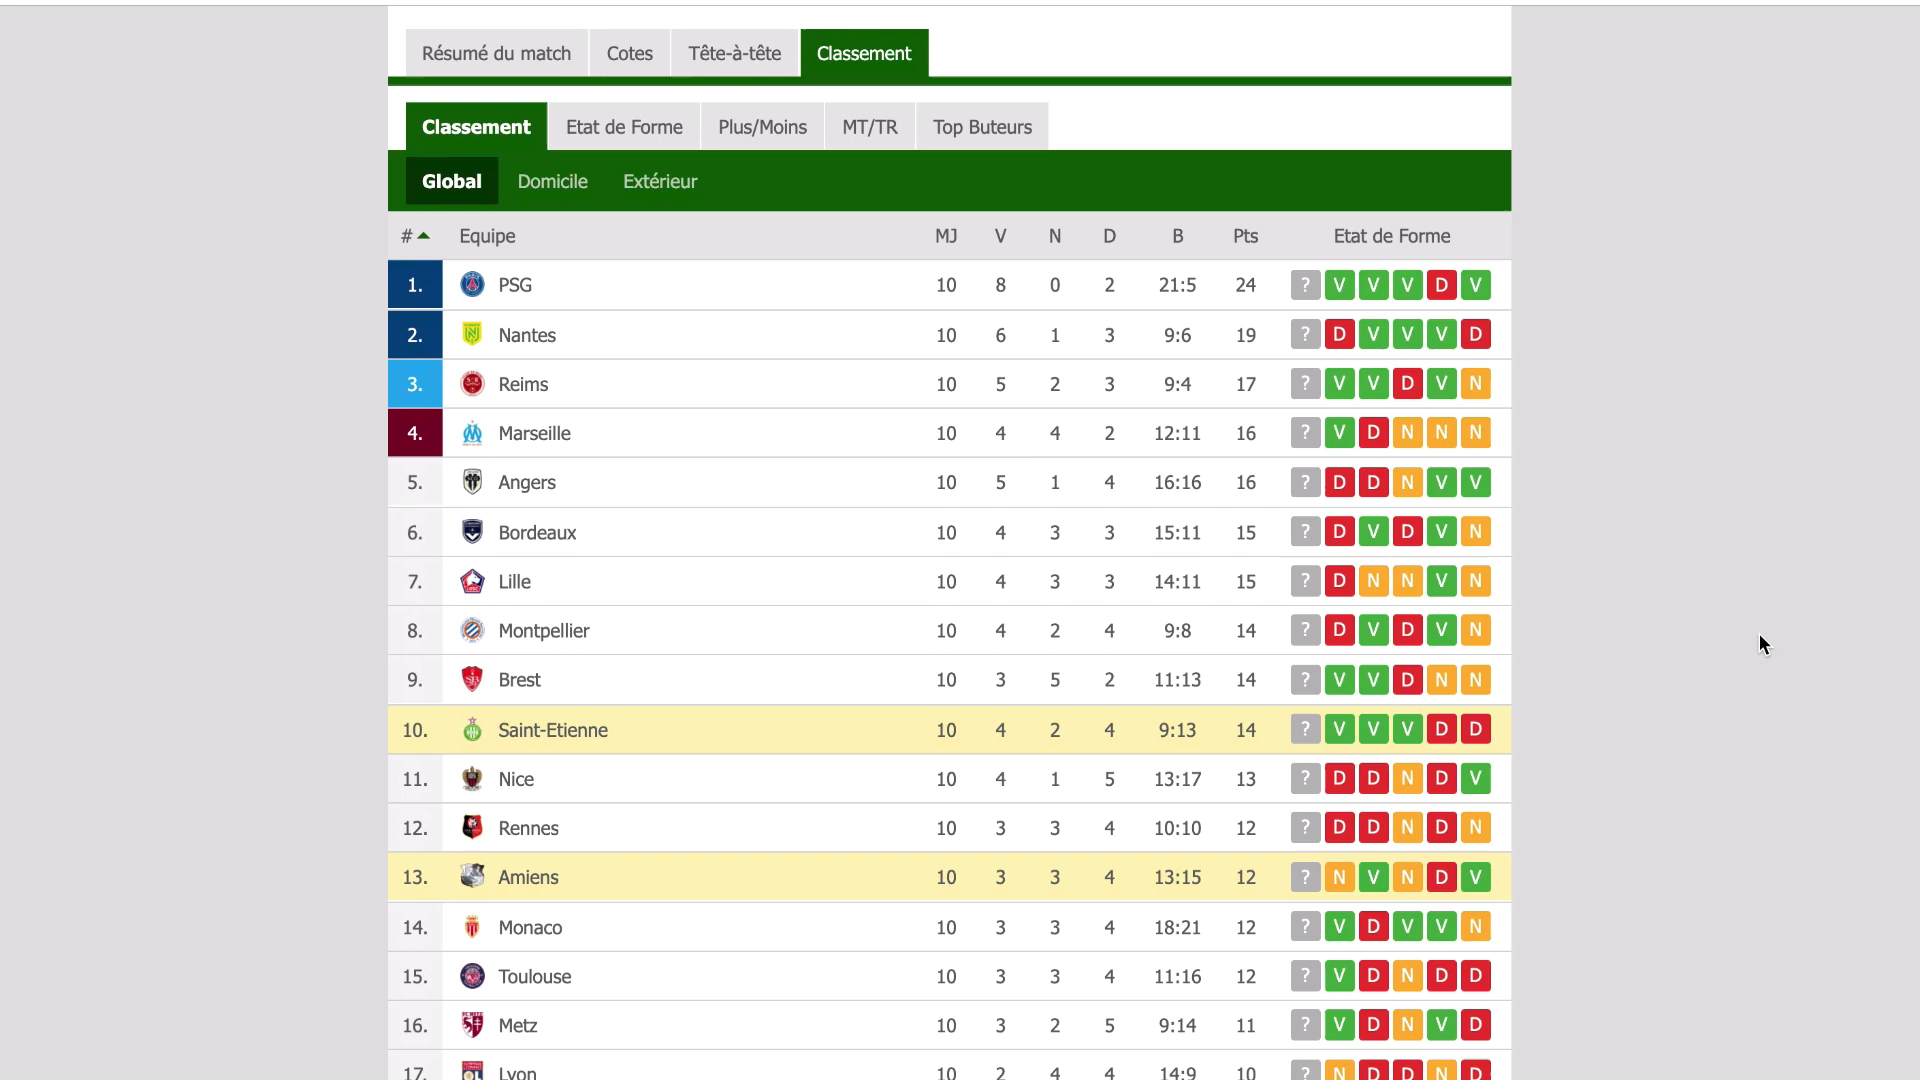 Résumé du match Cotes Tête-à-tête Classement
Classement Etat de Forme Plus/Moins MT/TR Top Buteurs
Global Domicile Extérieur
# Equipe MJ V N D B Pts Etat de Forme
1. PSG 10 8 0 2 21:5 24 ? V V V D V
2. Nantes 10 6 1 3 9:6 19 ? D V V V D
3. Reims 10 5 2 3 9:4 17 ? V V D V N
4. Marseille 10 4 4 2 12:11 16 ? V D N N N
5. Angers 10 5 1 4 16:16 16 ? D D N V V
6. Bordeaux 10 4 3 3 15:11 15 ? D V D V N
7. Lille 10 4 3 3 14:11 15 ? D N N V N
8. Montpellier 10 4 2 4 9:8 14 ? D V D V N
9. Brest 10 3 5 2 11:13 14 ? V V D N N
10. Saint-Etienne 10 4 2 4 9:13 14 ? V V V D D
11. Nice 10 4 1 5 13:17 13 ? D D N D V
12. Rennes 10 3 3 4 10:10 12 ? D D N D N
13. Amiens 10 3 3 4 13:15 12 ? N V N D V
14. Monaco 10 3 3 4 18:21 12 ? V D V V N
15. Toulouse 10 3 3 4 11:16 12 ? V D N D D
16. Metz 10 3 2 5 9:14 11 ? V D N V D
17. Lyon 10 2 4 4 14:9 10 ? N D D N D